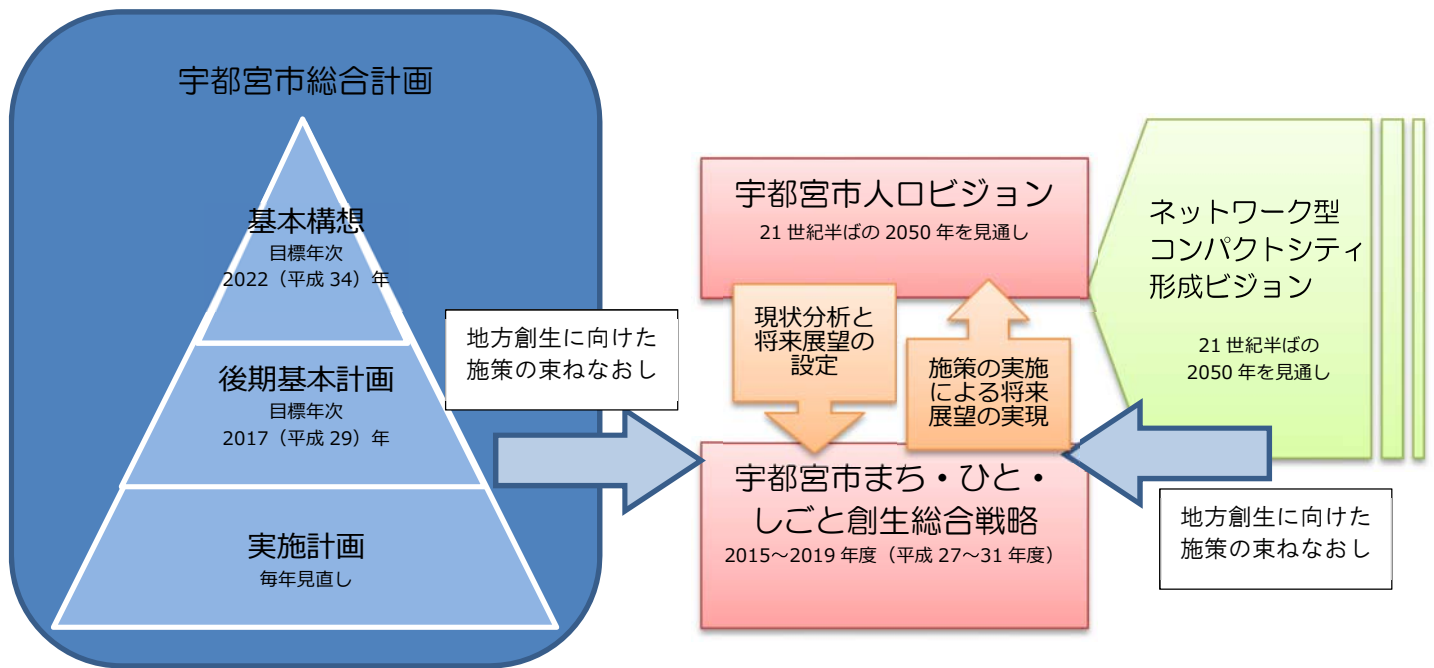 宇都宮市総合計画
基本構想
目標年次
2022（平成 34）年
後期基本計画
目標年次
2017（平成 29）年
実施計画
毎年見直し
地方創生に向けた
施策の束ねなおし
宇都宮市人口ビジョン
21 世紀半ばの 2050 年を見通し
現状分析と
将来展望の
設定
施策の実施
による将来
展望の実現
宇都宮市まち・ひと・
しごと創生総合戦略
2015～2019 年度（平成 27～31 年度）
ネットワーク型
コンパクトシティ
形成ビジョン
21 世紀半ばの
2050 年を見通し
地方創生に向けた
施策の束ねなおし